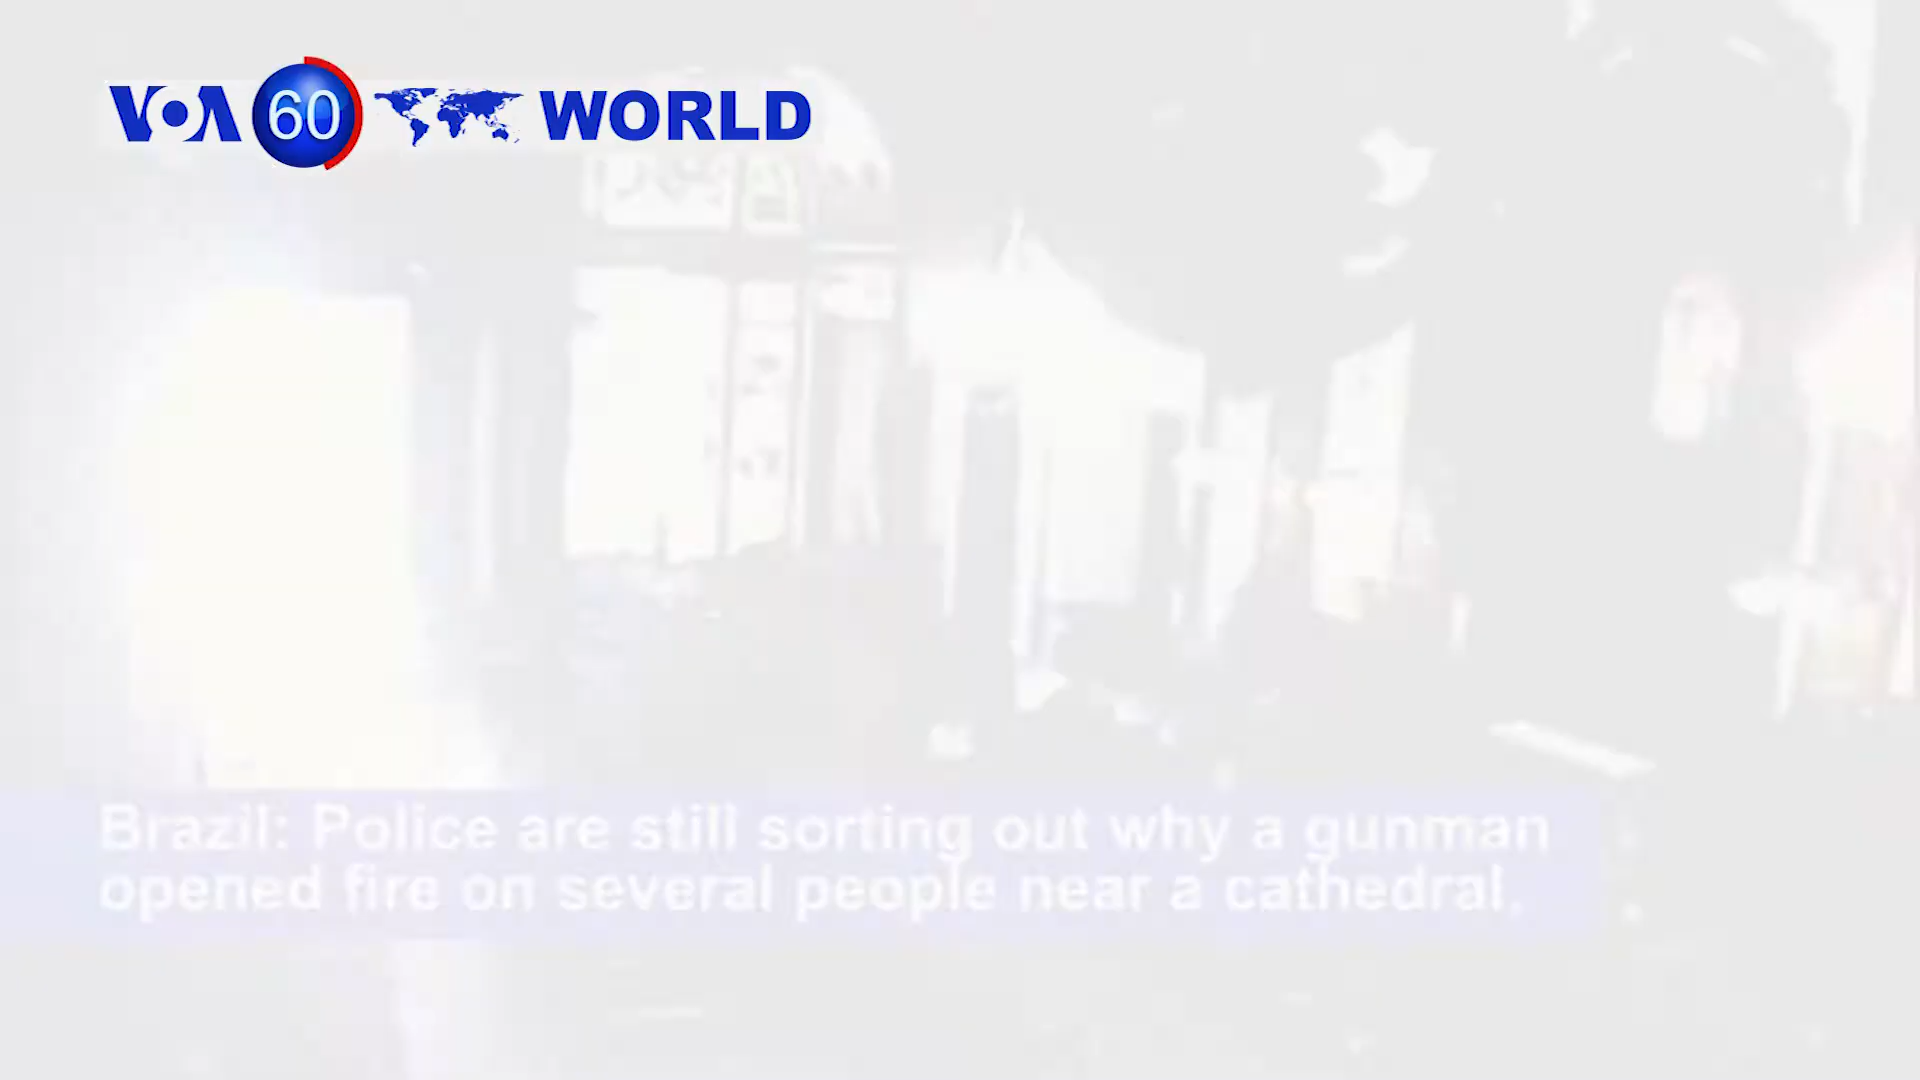 VOA 60 WORLD
Brazil: Police are still sorting out why a gunman
opened fire on several people near a cathedral.